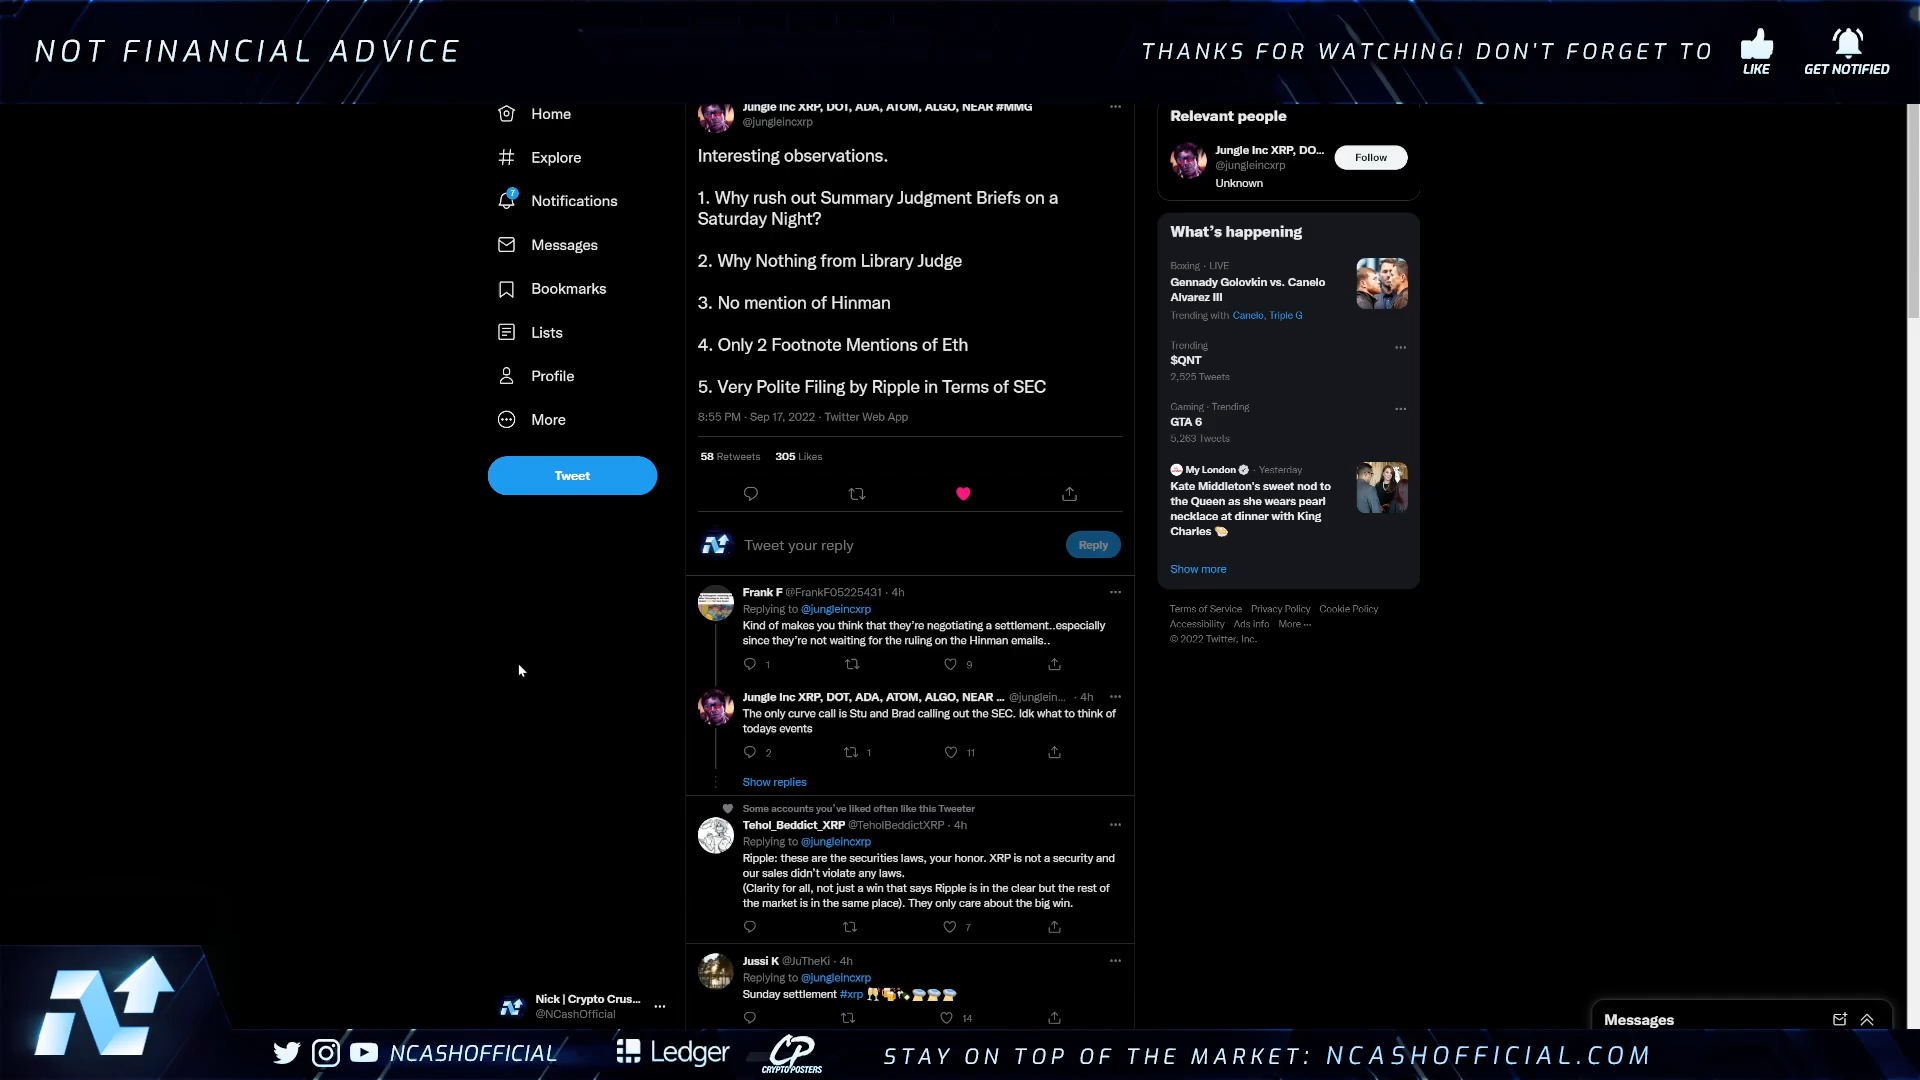 NOT FINANCIAL ADVICE
THANKS FOR WATCHING! DON'T FORGET TO
LIKE
GET NOTIFIED
Home
Explore
7
Notifications
Messages
Bookmarks
Lists
Profile
More
Tweet
Jungle Inc XRP, DOT, ADA, ATOM, ALGO, NEAR #MMG
@jungleincxrp
Interesting observations.
1. Why rush out Summary Judgment Briefs on a
Saturday Night?
2. Why Nothing from Library Judge
3. No mention of Hinman
4. Only 2 Footnote Mentions of Eth
5. Very Polite Filing by Ripple in Terms of SEC
8:55 PM · Sep 17, 2022 · Twitter Web App
58 Retweets 305 Likes
Tweet your reply
Reply
Frank F @FrankF05225431 · 4h
Replying to @jungleincxrp
Kind of makes you think that they're negotiating a settlement..especially
since they're not waiting for the ruling on the Hinman emails..
1 9
Jungle Inc XRP, DOT, ADA, ATOM, ALGO, NEAR ... @junglein... · 4h
The only curve call is Stu and Brad calling out the SEC. Idk what to think of
todays events
2 1 11
Show replies
Some accounts you've liked often like this Tweeter
Tehol_Beddict_XRP @TeholBeddictXRP · 4h
Replying to @jungleincxrp
Ripple: these are the securities laws, your honor. XRP is not a security and
our sales didn't violate any laws.
(Clarity for all, not just a win that says Ripple is in the clear but the rest of
the market is in the same place). They only care about the big win.
7
Jussi K @JuTheKi · 4h
Replying to @jungleincxrp
Sunday settlement #xrp
14
Relevant people
Jungle Inc XRP, DO...
@jungleincxrp
Unknown
Follow
What's happening
Boxing · LIVE
Gennady Golovkin vs. Canelo
Alvarez III
Trending with Canelo, Triple G
Trending
$QNT
2,525 Tweets
Gaming · Trending
GTA 6
5,263 Tweets
My London · Yesterday
Kate Middleton's sweet nod to
the Queen as she wears pearl
necklace at dinner with King
Charles
Show more
Terms of Service Privacy Policy Cookie Policy
Accessibility Ads info More ...
© 2022 Twitter, Inc.
Nick | Crypto Crus...
@NCashOfficial
Messages
NCASHOFFICIAL
Ledger
CP
CRYPTOPOSTERS
STAY ON TOP OF THE MARKET: NCASHOFFICIAL.COM